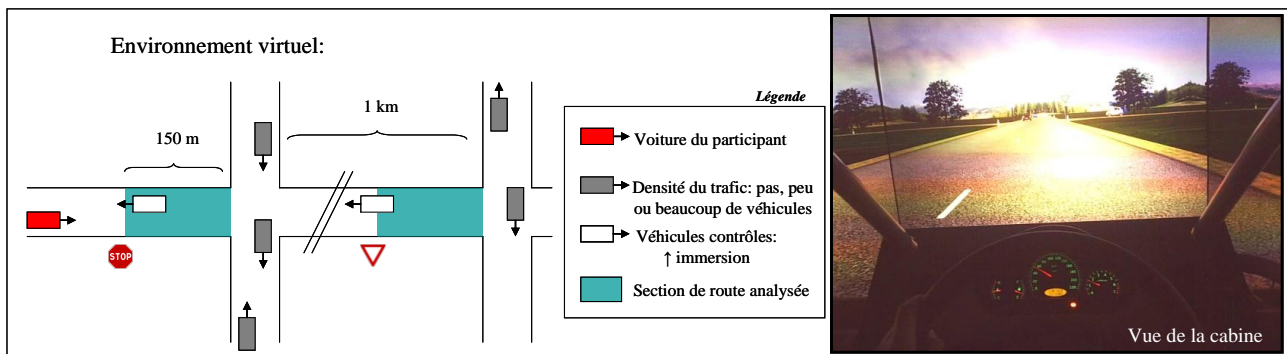 Environnement virtuel:
1 km
150 m
STOP
Légende
Voiture du participant
Densité du trafic: pas, peu
ou beaucoup de véhicules
Véhicules contrôles:
↑ immersion
Section de route analysée
Vue de la cabine